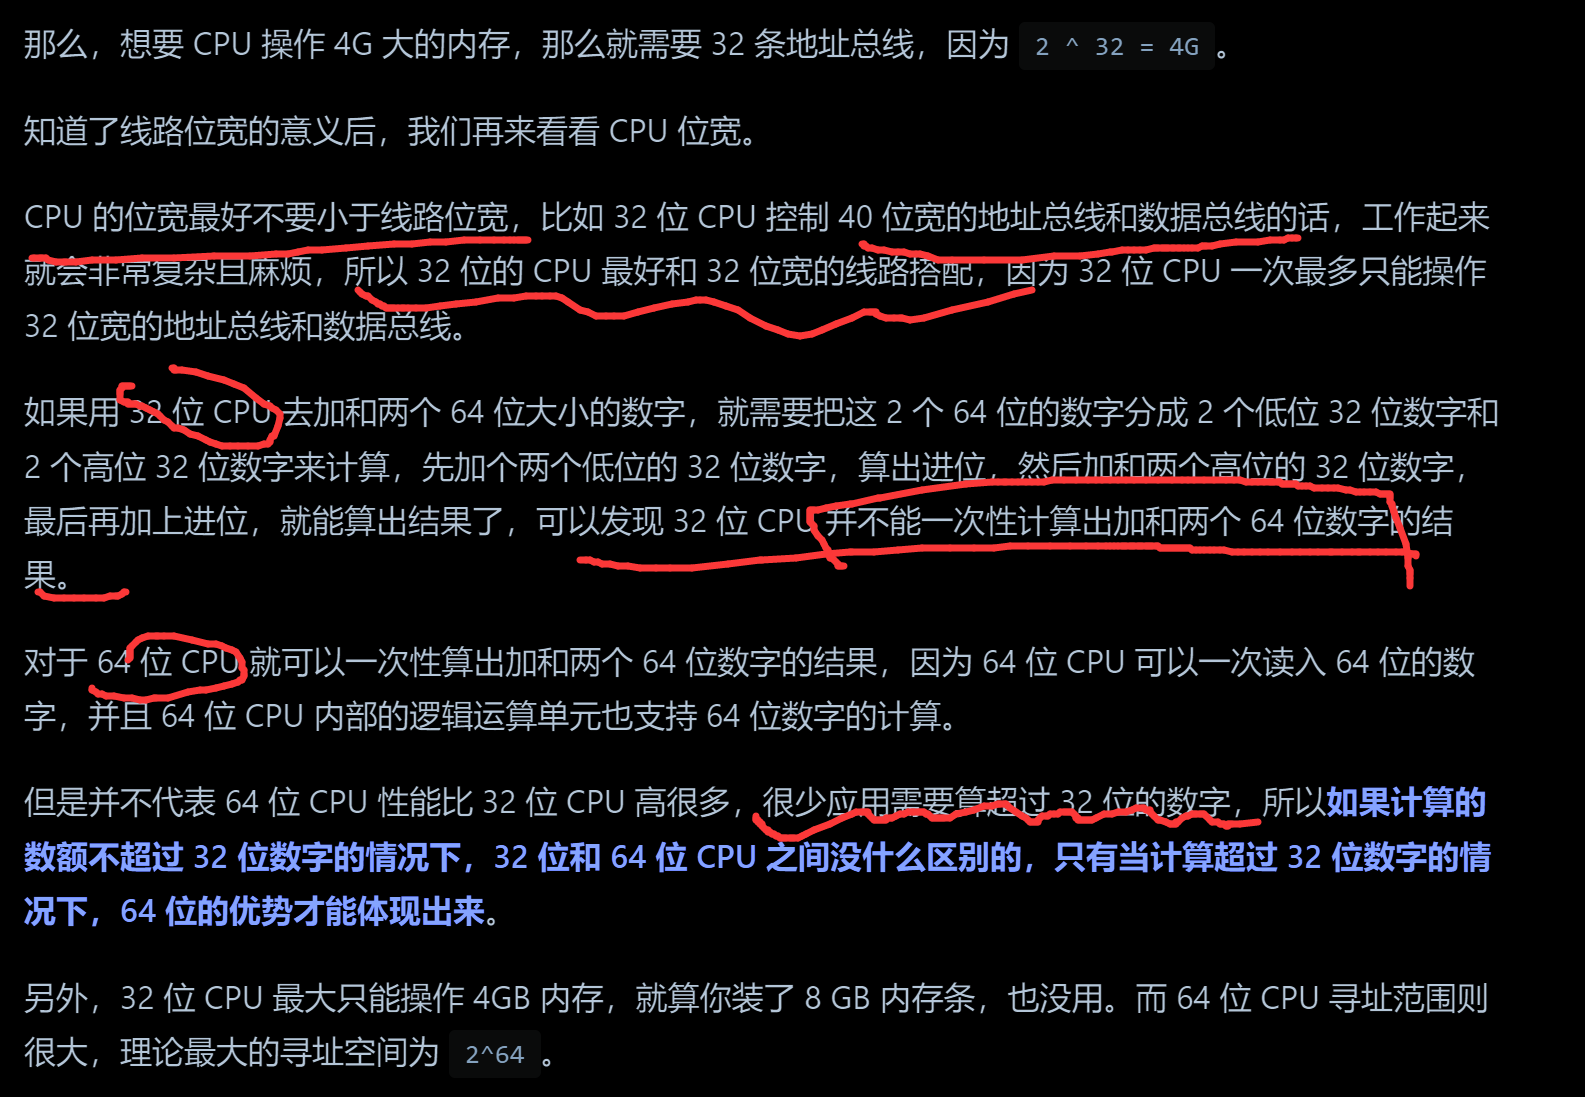 那么，想要 CPU 操作 4G 大的内存，那么就需要 32 条地址总线，因为 2 ^ 32 = 4G 。
知道了线路位宽的意义后，我们再来看看 CPU 位宽。
CPU 的位宽最好不要小于线路位宽，比如 32 位 CPU 控制 40 位宽的地址总线和数据总线的话，工作起来
就会非常复杂且麻烦，所以 32 位的 CPU 最好和 32 位宽的线路搭配，因为 32 位 CPU 一次最多只能操作
32 位宽的地址总线和数据总线。
如果用 32 位 CPU 去加和两个 64 位大小的数字，就需要把这 2 个 64 位的数字分成 2 个低位 32 位数字和
2 个高位 32 位数字来计算，先加个两个低位的 32 位数字，算出进位，然后加和两个高位的 32 位数字，
最后再加上进位，就能算出结果了，可以发现 32 位 CPU 并不能一次性计算出加和两个 64 位数字的结
果。
对于 64 位 CPU 就可以一次性算出加和两个 64 位数字的结果，因为 64 位 CPU 可以一次读入 64 位的数
字，并且 64 位 CPU 内部的逻辑运算单元也支持 64 位数字的计算。
但是并不代表 64 位 CPU 性能比 32 位 CPU 高很多，很少应用需要算超过 32 位的数字，所以如果计算的
数额不超过 32 位数字的情况下，32 位和 64 位 CPU 之间没什么区别的，只有当计算超过 32 位数字的情
况下，64 位的优势才能体现出来。
另外，32 位 CPU 最大只能操作 4GB 内存，就算你装了 8 GB 内存条，也没用。而 64 位 CPU 寻址范围则
很大，理论最大的寻址空间为 2^64 。